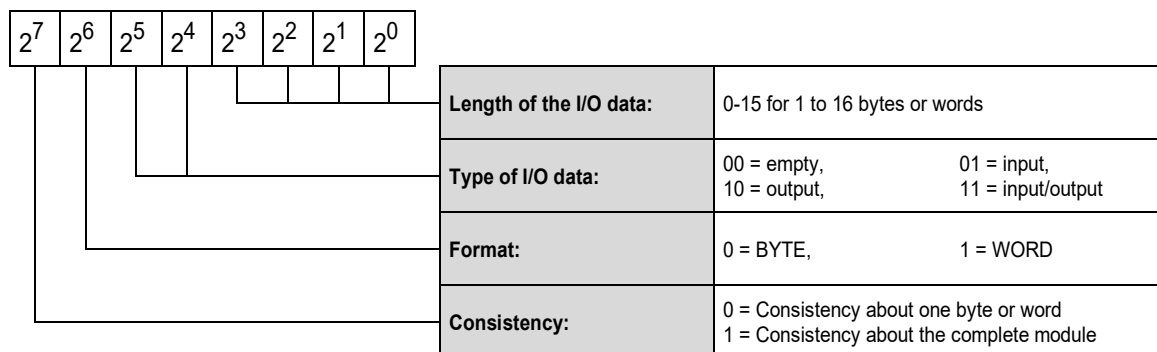 2^7 2^6 2^5 2^4 2^3 2^2 2^1 2^0
Length of the I/O data: 0-15 for 1 to 16 bytes or words
Type of I/O data: 00 = empty, 01 = input,
10 = output, 11 = input/output
Format: 0 = BYTE, 1 = WORD
Consistency: 0 = Consistency about one byte or word
1 = Consistency about the complete module